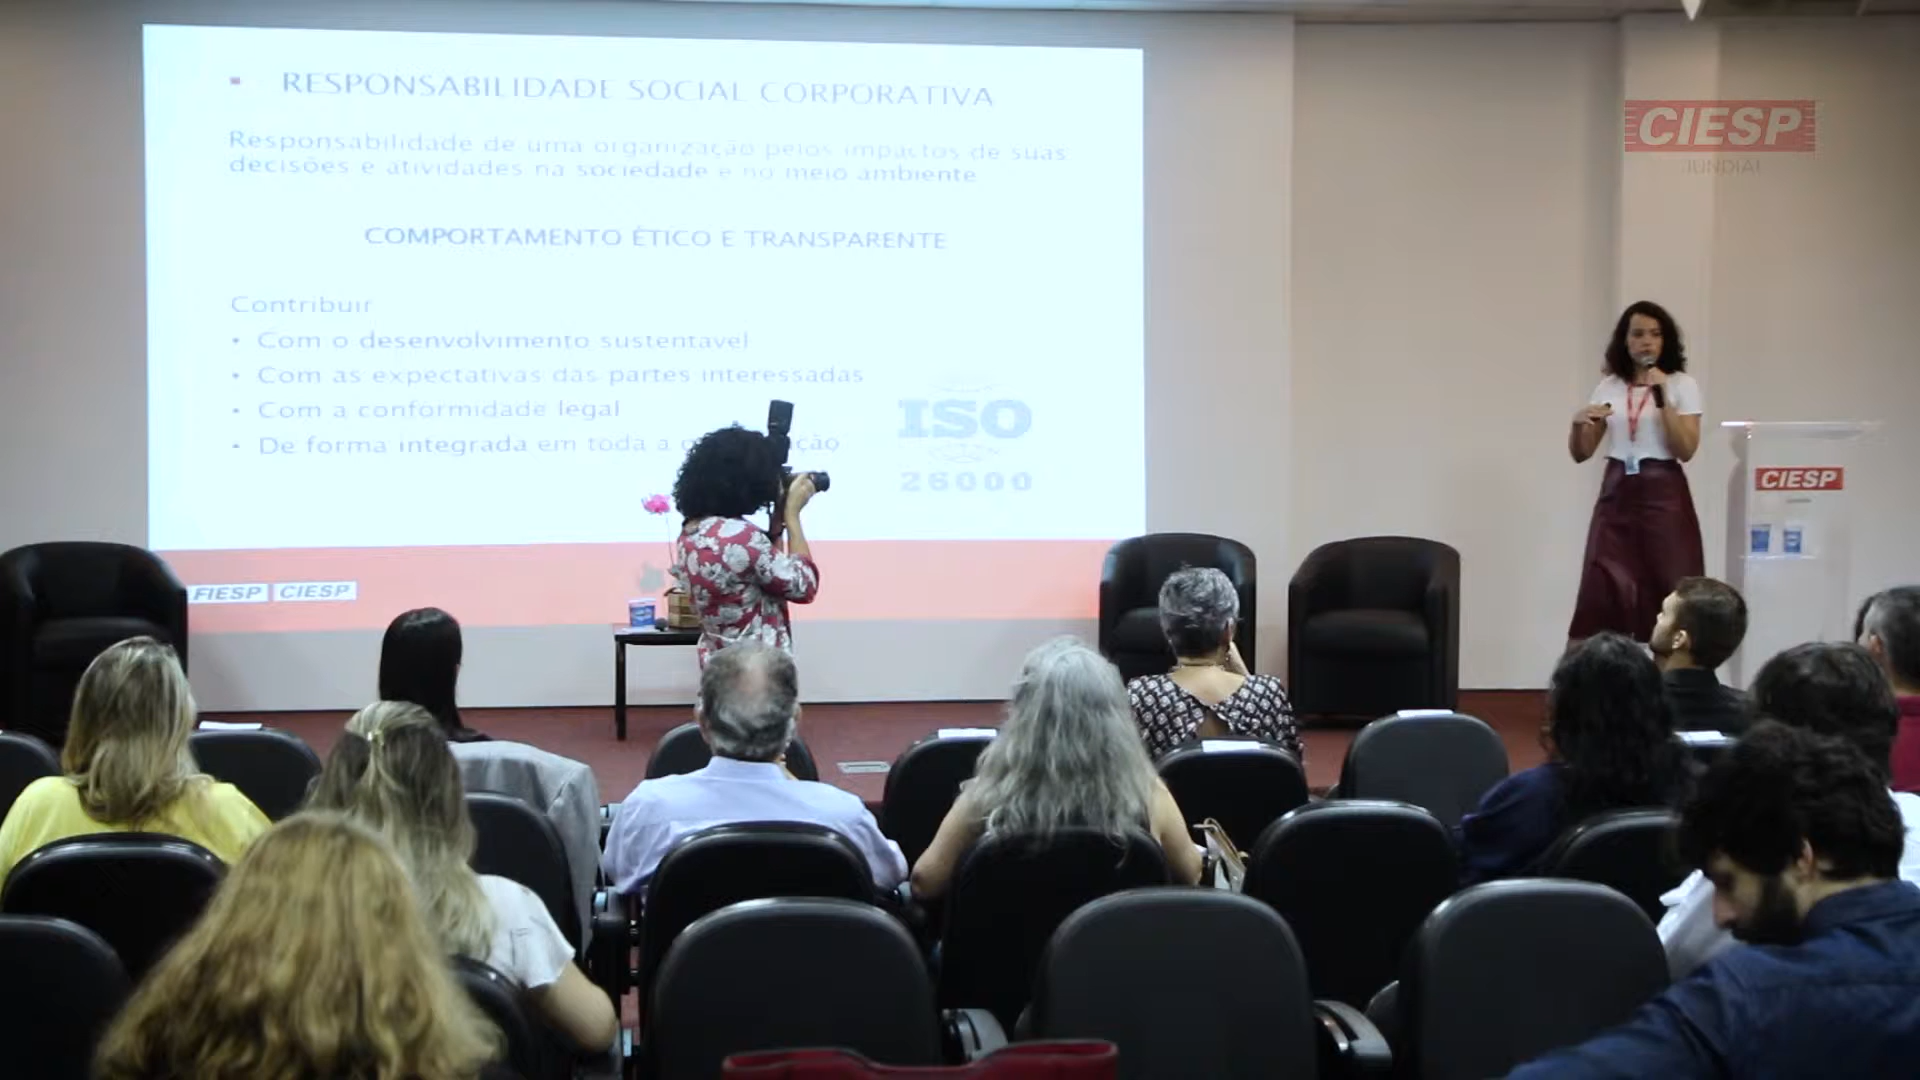 RESPONSABILIDADE SOCIAL CORPORATIVA
Responsabilidade de uma organização pelos impactos de suas
decisões e atividades na sociedade e no meio ambiente
COMPORTAMENTO ÉTICO E TRANSPARENTE
Contribuir
• Com o desenvolvimento sustentável
• Com as expectativas das partes interessadas
• Com a conformidade legal
• De forma integrada em toda a o ção
ISO
26000
FIESP CIESP
CIESP
JUNDIAÍ
CIESP